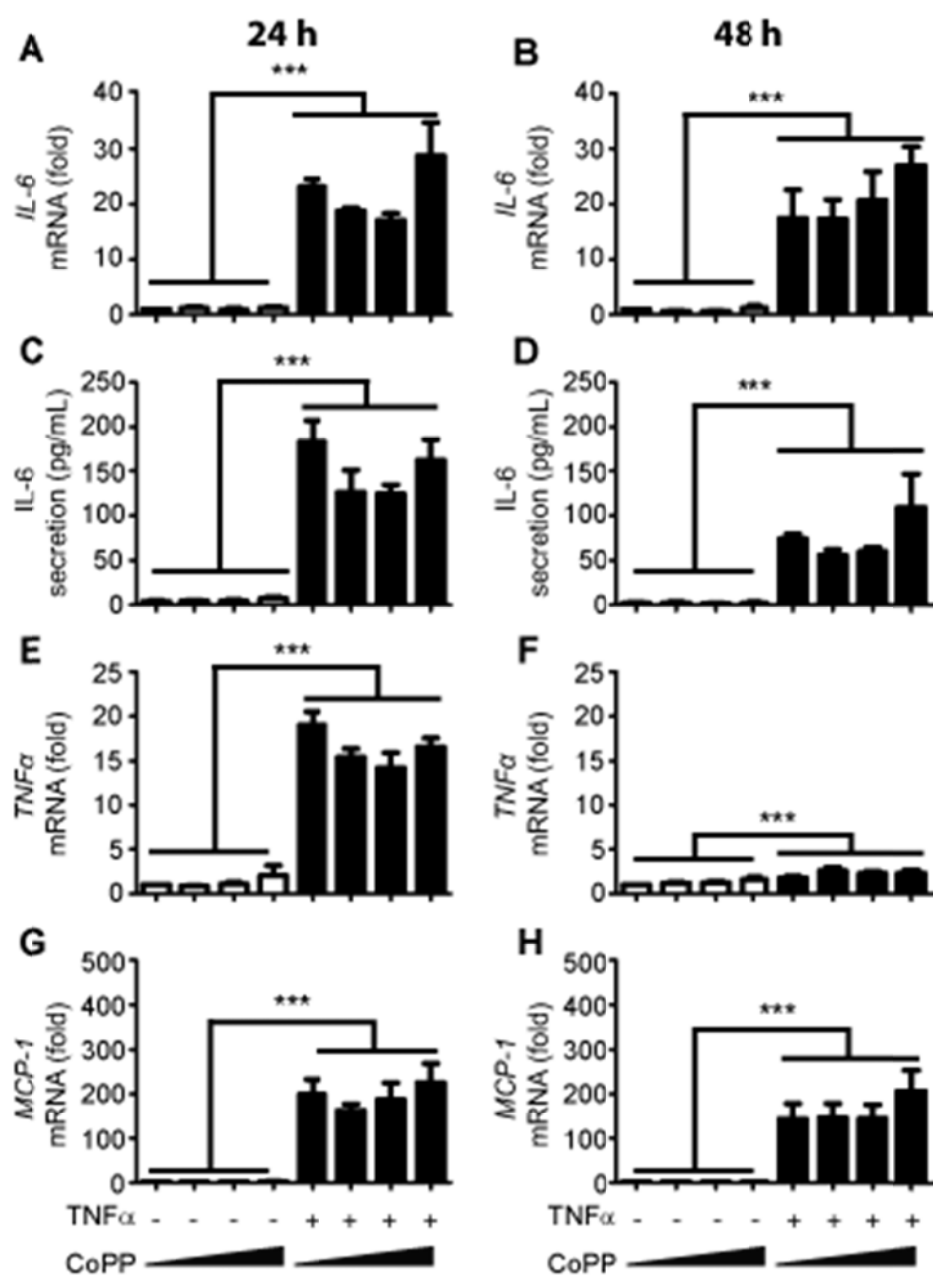 24 h
48 h
A
***
IL-6
mRNA (fold)
40
30
20
10
0
B
***
IL-6
mRNA (fold)
40
30
20
10
0
C
***
IL-6
secretion (pg/mL)
250
200
150
100
50
0
D
***
IL-6
secretion (pg/mL)
250
200
150
100
50
0
E
***
TNFα
mRNA (fold)
25
20
15
10
5
0
F
***
TNFα
mRNA (fold)
25
20
15
10
5
0
G
***
MCP-1
mRNA (fold)
500
400
300
200
100
0
H
***
MCP-1
mRNA (fold)
500
400
300
200
100
0
TNFα - - - - + + + +
CoPP
TNFα - - - - + + + +
CoPP